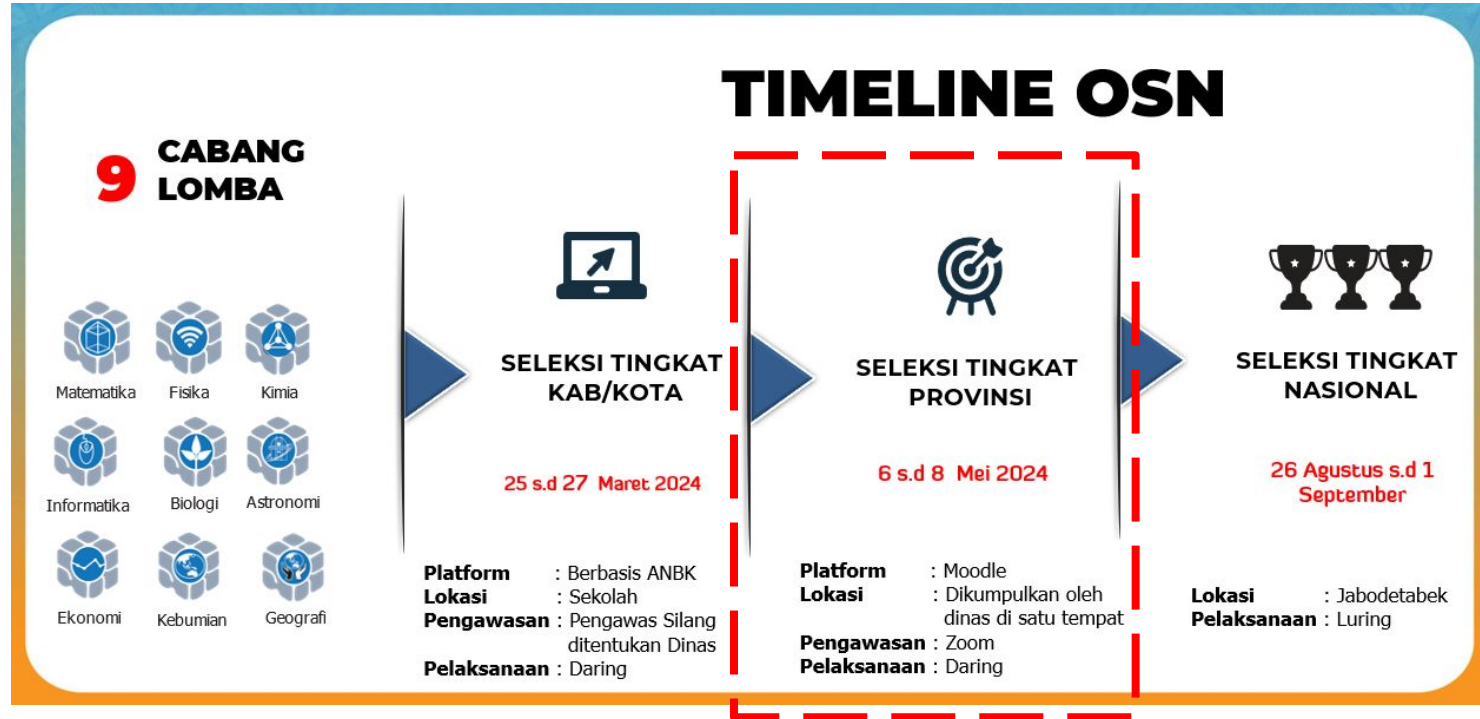 TIMELINE OSN
9
CABANG
LOMBA
Matematika
Fisika
Kimia
Informatika
Biologi
Astronomi
Ekonomi
Kebumian
Geografi
SELEKSI TINGKAT
KAB/KOTA
25 s.d 27 Maret 2024
Platform : Berbasis ANBK
Lokasi : Sekolah
Pengawasan : Pengawas Silang
ditentukan Dinas
Pelaksanaan : Daring
SELEKSI TINGKAT
PROVINSI
6 s.d 8 Mei 2024
Platform : Moodle
Lokasi : Dikumpulkan oleh
dinas di satu tempat
Pengawasan : Zoom
Pelaksanaan : Daring
SELEKSI TINGKAT
NASIONAL
26 Agustus s.d 1
September
Lokasi : Jabodetabek
Pelaksanaan : Luring